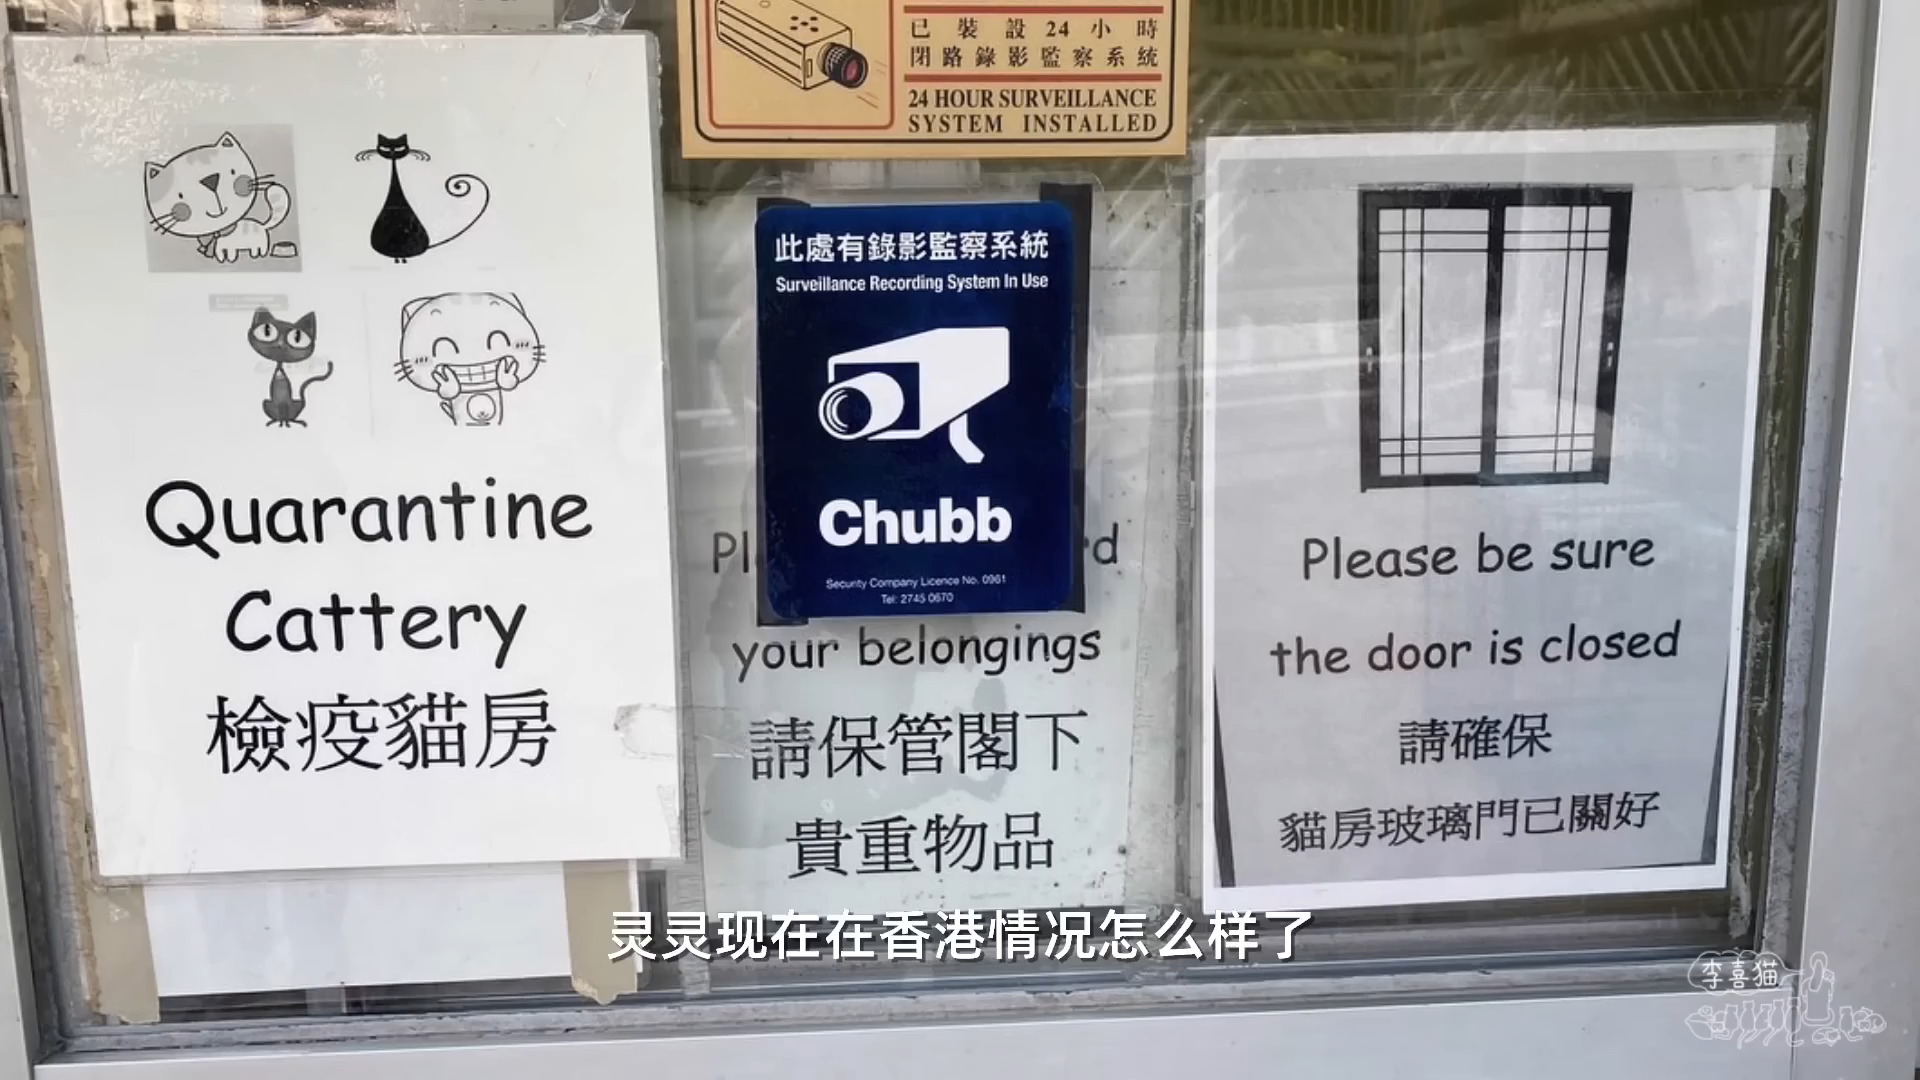 已裝設24小時
閉路錄影監察系統
24 HOUR SURVEILLANCE
SYSTEM INSTALLED
Quarantine
Cattery
檢疫貓房
此處有錄影監察系統
Surveillance Recording System In Use
Chubb
Security Company Licence No. 0961
Tel: 2745 0670
your belongings
請保管閣下
貴重物品
Please be sure
the door is closed
請確保
貓房玻璃門已關好
灵灵现在在香港情况怎么样了
李喜猫